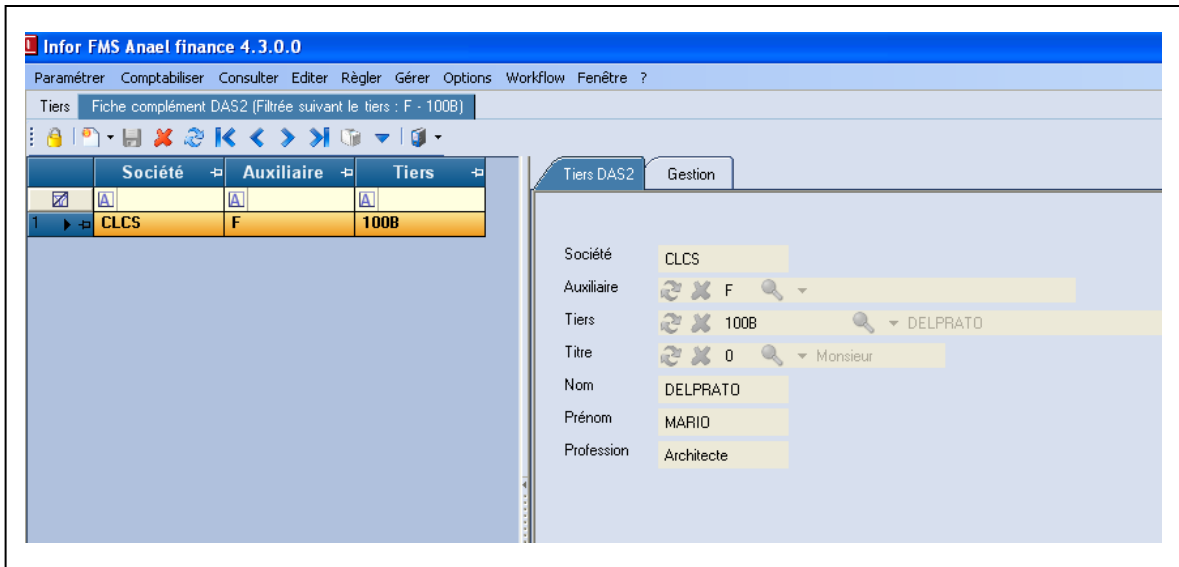 Infor FMS Anael finance 4.3.0.0
Paramétrer Comptabiliser Consulter Editer Règler Gérer Options Workflow Fenêtre ?
Tiers Fiche complément DAS2 (Filtrée suivant le tiers : F - 100B)
Société Auxiliaire Tiers
A A A
1 CLCS F 100B
Tiers DAS2 Gestion
Société CLCS
Auxiliaire F
Tiers 100B DELPRATO
Titre 0 Monsieur
Nom DELPRATO
Prénom MARIO
Profession Architecte